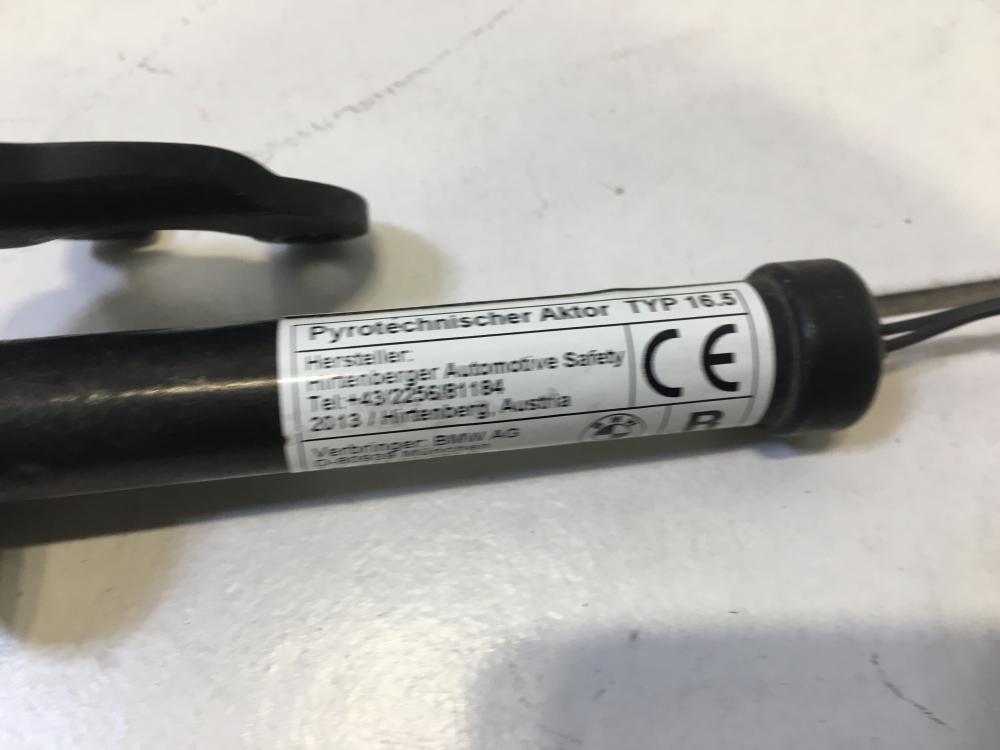 Pyrotechnischer Aktor TYP 16.5
Hersteller:
Hirtenberger Automotive Safety
Tel:+43/2256/81184
2013 / Hirtenberg, Austria
CE
Verbringer: BMW AG
R
München